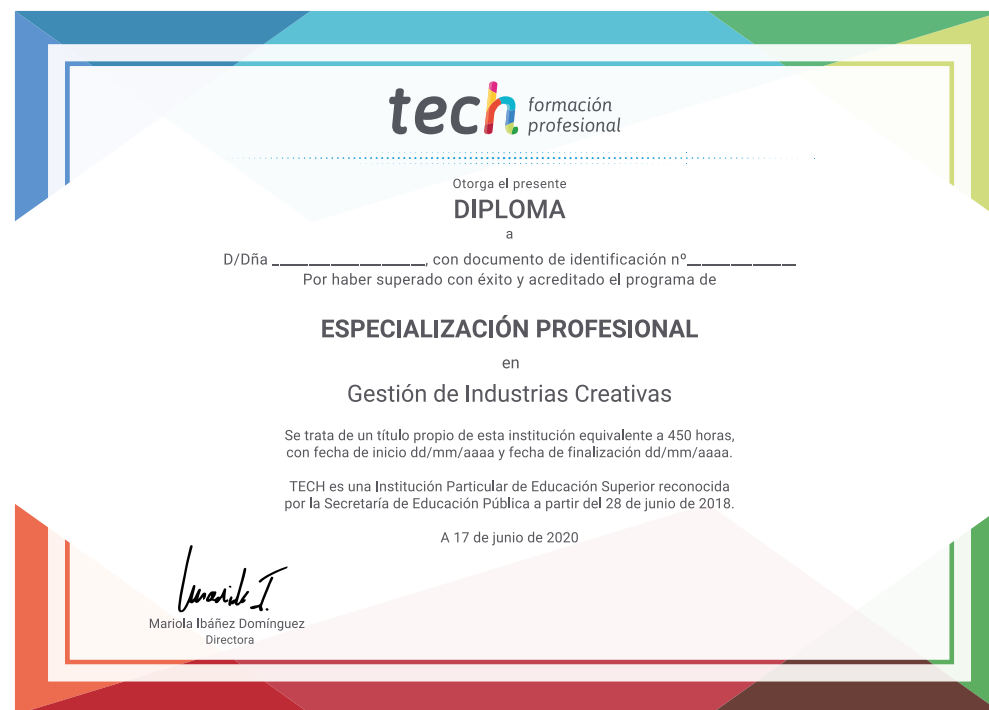 tech formación
profesional
Otorga el presente
DIPLOMA
a
D/Dña ____________________, con documento de identificación nº______________
Por haber superado con éxito y acreditado el programa de
ESPECIALIZACIÓN PROFESIONAL
en
Gestión de Industrias Creativas
Se trata de un título propio de esta institución equivalente a 450 horas,
con fecha de inicio dd/mm/aaaa y fecha de finalización dd/mm/aaaa.
TECH es una Institución Particular de Educación Superior reconocida
por la Secretaría de Educación Pública a partir del 28 de junio de 2018.
A 17 de junio de 2020
Mariola Ibáñez Domínguez
Directora